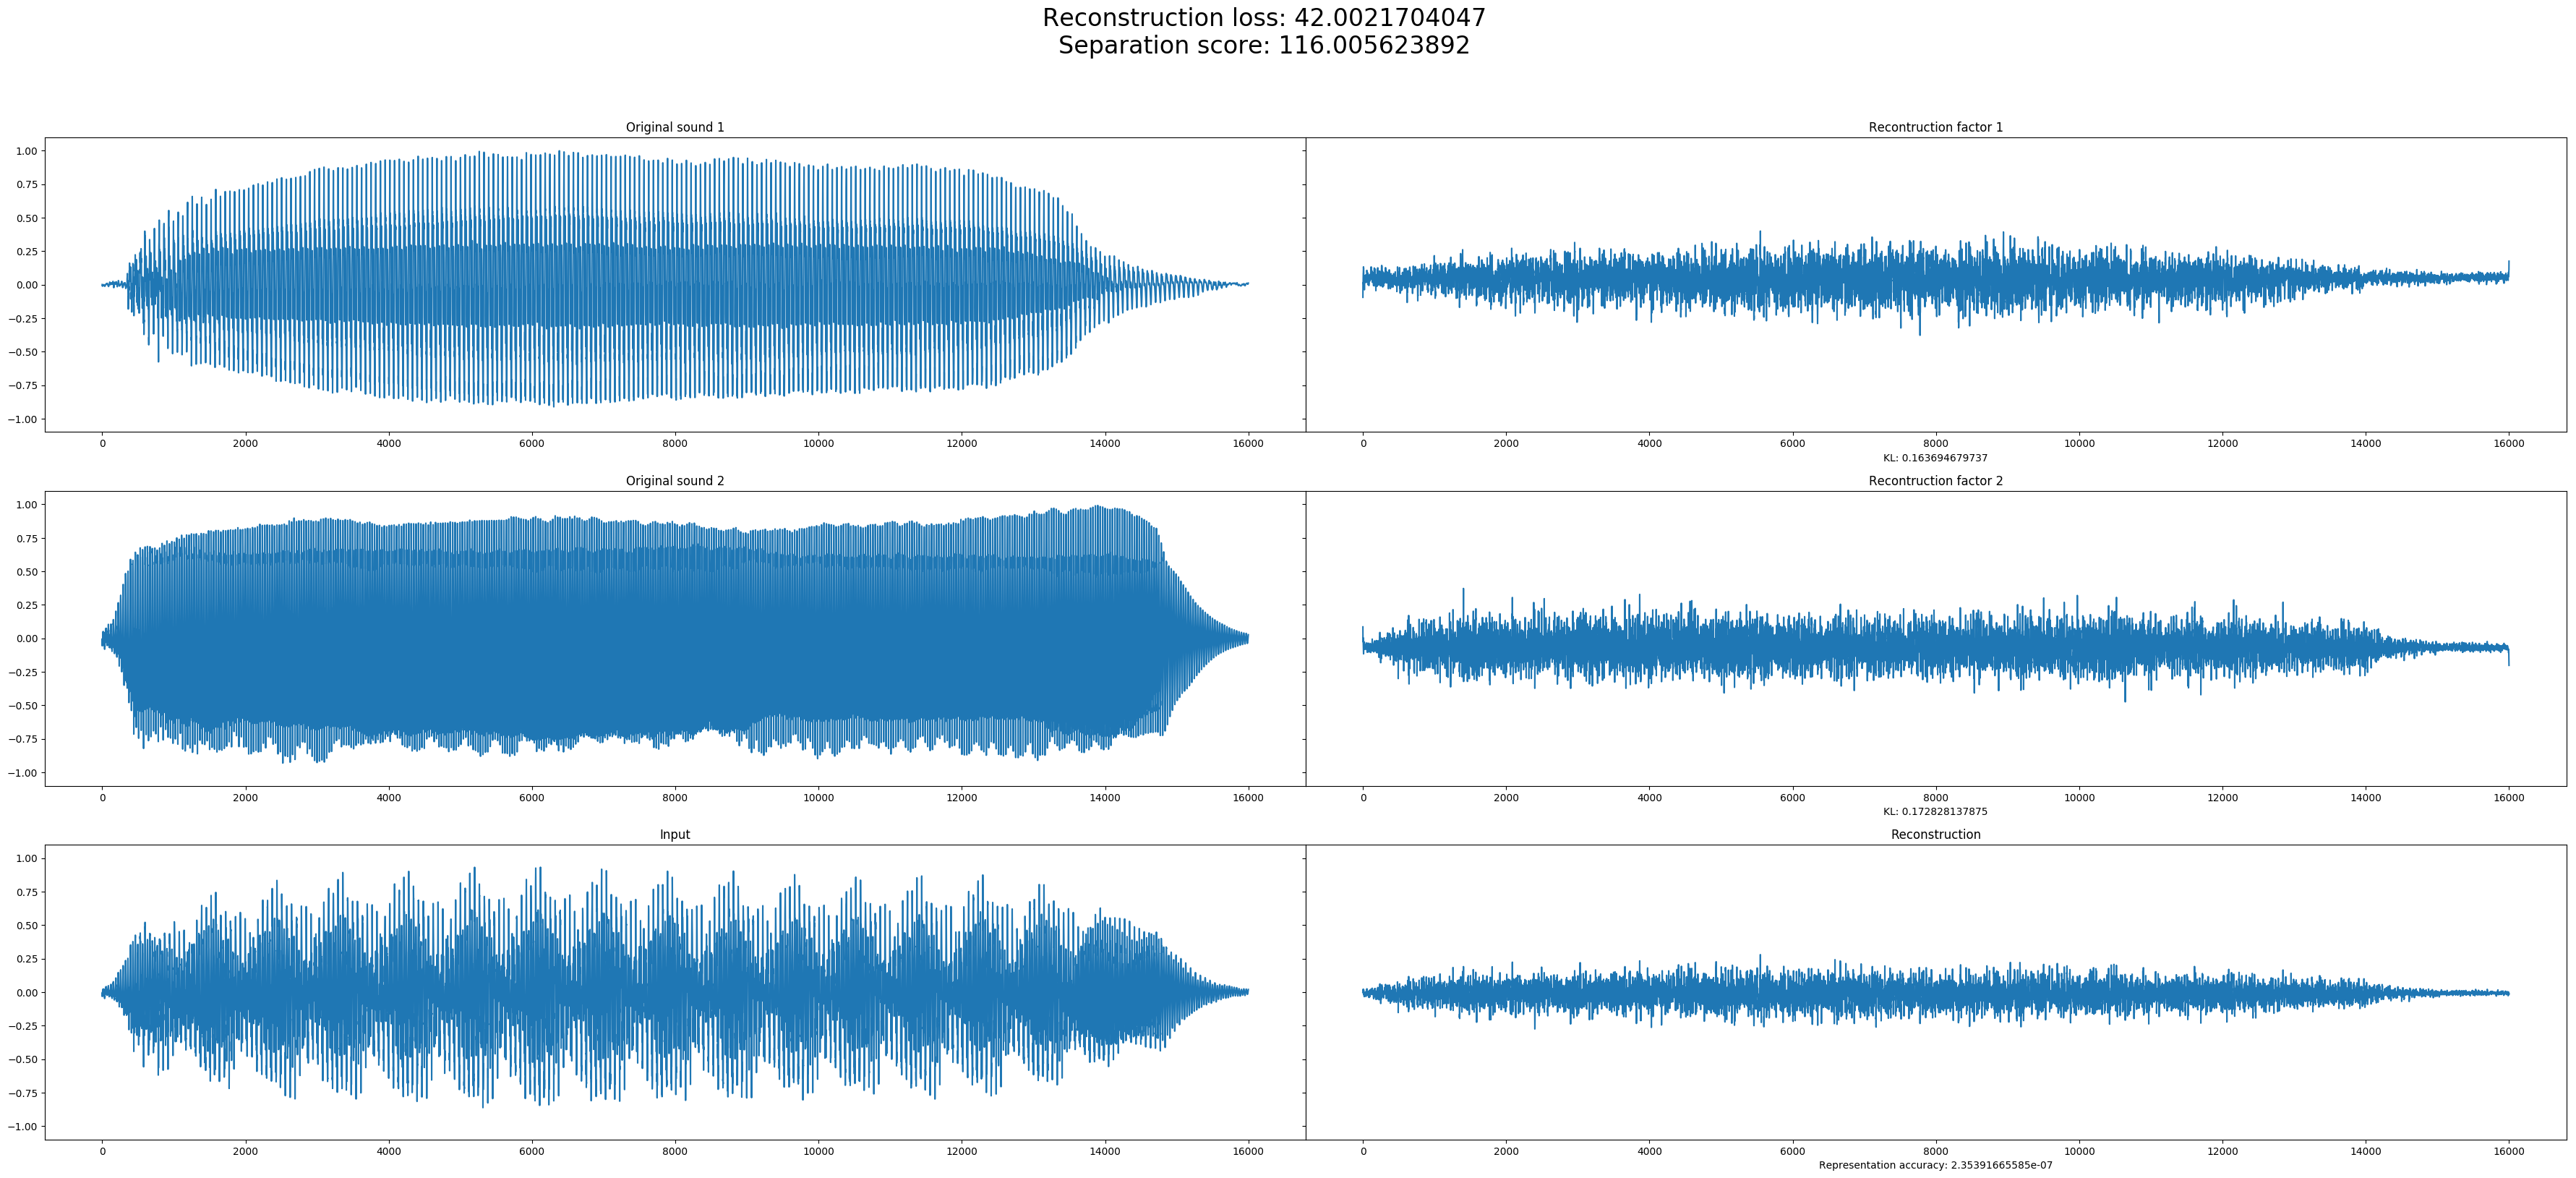 Reconstruction loss: 42.0021704047
Separation score: 116.005623892
Original sound 1
Recontruction factor 1
1.00
0.75
0.50
0.25
0.00
−0.25
−0.50
−0.75
−1.00
0 2000 4000 6000 8000 10000 12000 14000 16000
0 2000 4000 6000 8000 10000 12000 14000 16000
KL: 0.163694679737
Original sound 2
Recontruction factor 2
1.00
0.75
0.50
0.25
0.00
−0.25
−0.50
−0.75
−1.00
0 2000 4000 6000 8000 10000 12000 14000 16000
0 2000 4000 6000 8000 10000 12000 14000 16000
KL: 0.172828137875
Input
Reconstruction
1.00
0.75
0.50
0.25
0.00
−0.25
−0.50
−0.75
−1.00
0 2000 4000 6000 8000 10000 12000 14000 16000
0 2000 4000 6000 8000 10000 12000 14000 16000
Representation accuracy: 2.35391665585e-07